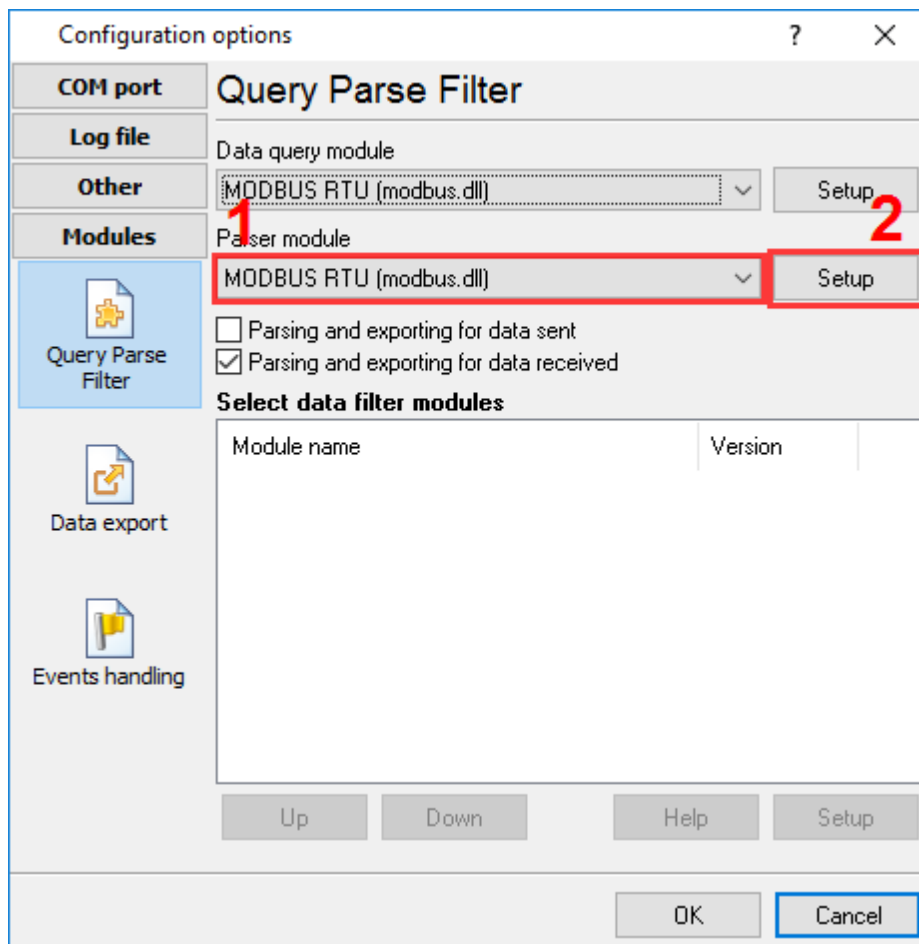 Configuration options
?
COM port
Query Parse Filter
Log file
Data query module
Other
MODBUS RTU (modbus.dll)
Setup
1
2
Modules
Parser module
MODBUS RTU (modbus.dll)
Setup
Parsing and exporting for data sent
Query Parse
Filter
Parsing and exporting for data received
Select data filter modules
Module name
Version
Data export
Events handling
Up
Down
Help
Setup
OK
Cancel